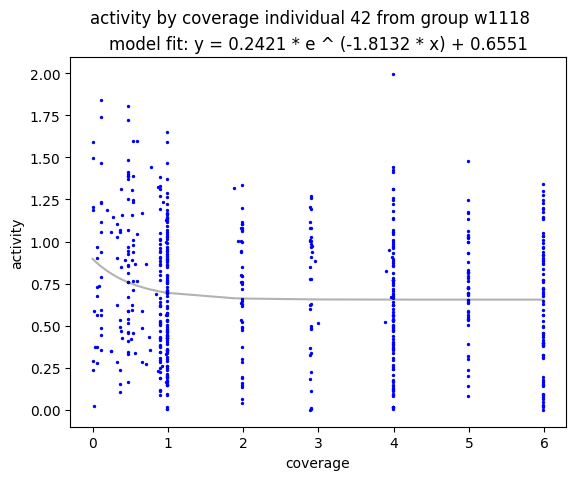 activity by coverage individual 42 from group w1118
model fit: y = 0.2421 * e ^ (-1.8132 * x) + 0.6551
2.00
1.75
1.50
1.25
1.00
0.75
0.50
0.25
0.00
activity
0 1 2 3 4 5 6
coverage